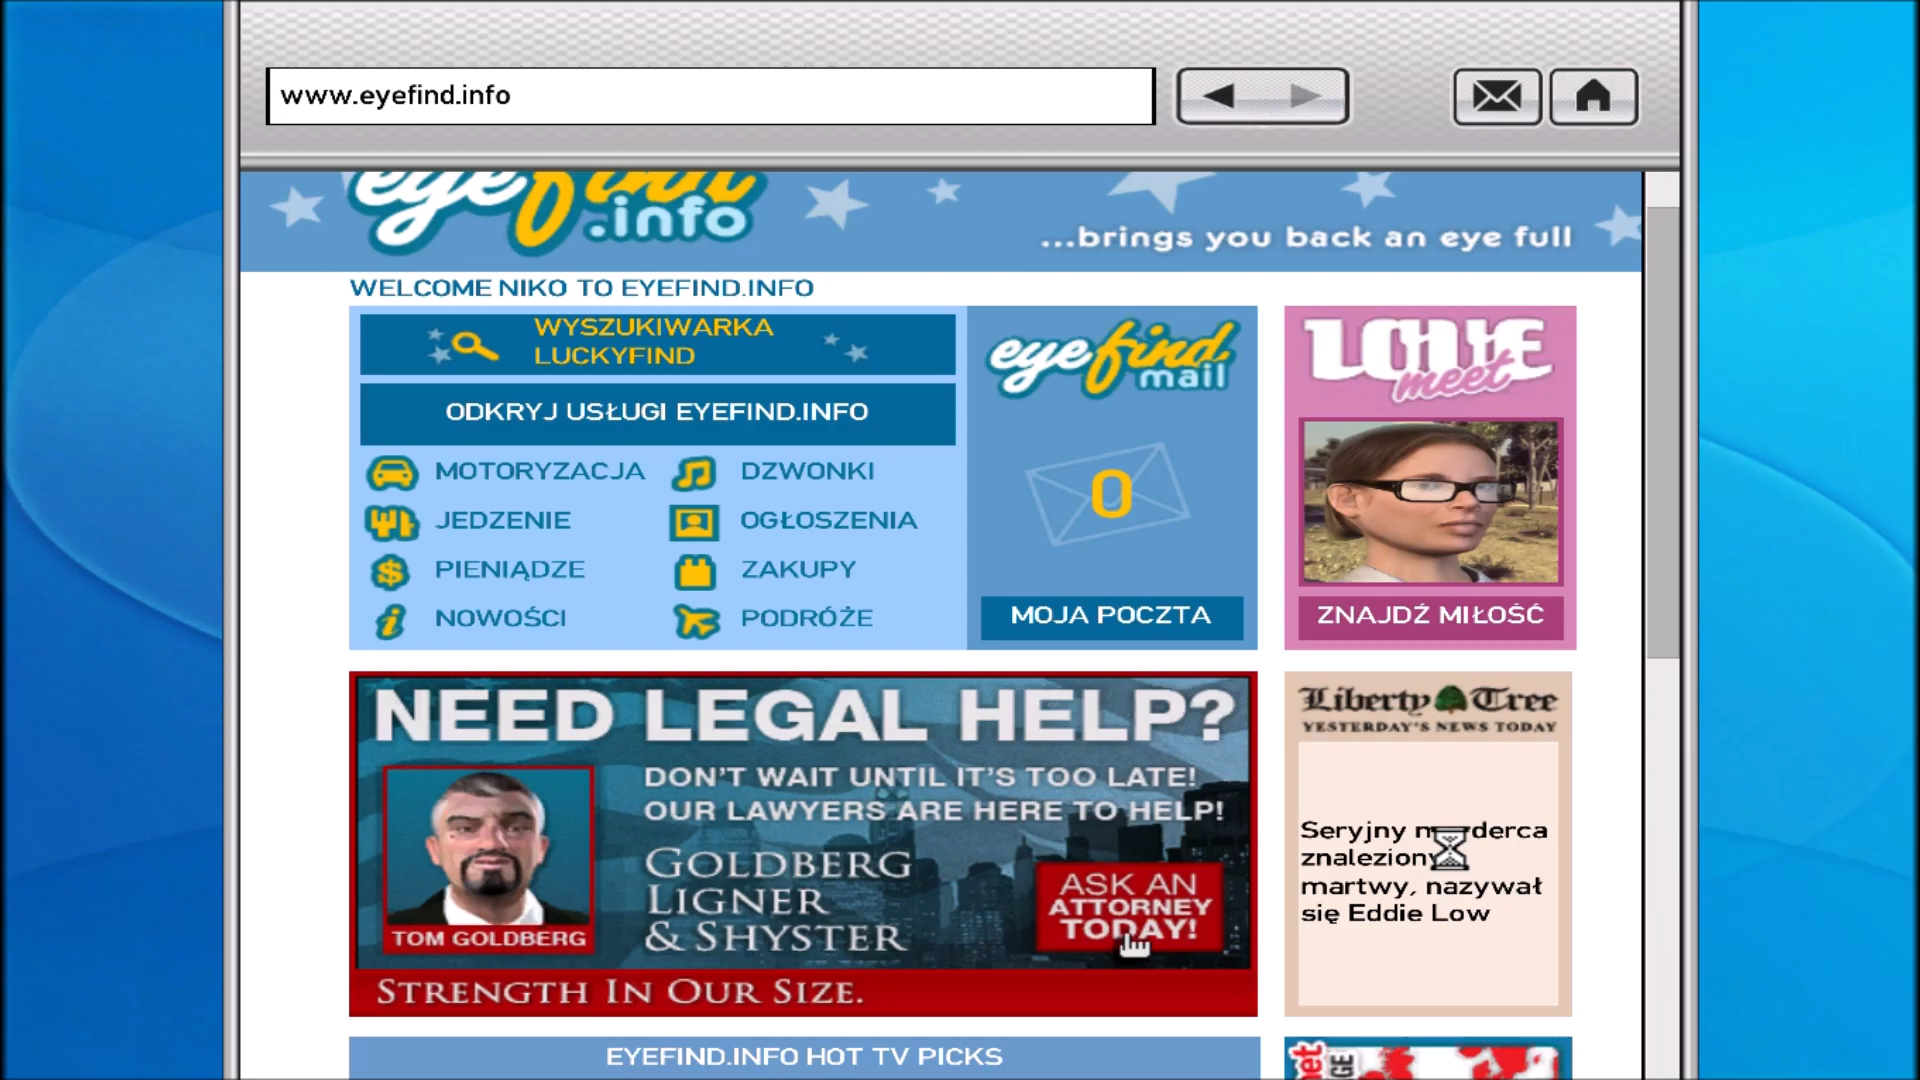 www.eyefind.info
eyefind
.info
...brings you back an eye full
WELCOME NIKO TO EYEFIND.INFO
WYSZUKIWARKA
LUCKYFIND
ODKRYJ USŁUGI EYEFIND.INFO
MOTORYZACJA
DZWONKI
JEDZENIE
OGŁOSZENIA
PIENIĄDZE
ZAKUPY
NOWOŚCI
PODRÓŻE
eyefind
mail
0
MOJA POCZTA
LOVE
meet
ZNAJDŹ MIŁOŚĆ
NEED LEGAL HELP?
DON'T WAIT UNTIL IT'S TOO LATE!
OUR LAWYERS ARE HERE TO HELP!
GOLDBERG
LIGNER
& SHYSTER
TOM GOLDBERG
ASK AN
ATTORNEY
TODAY!
STRENGTH IN OUR SIZE.
Liberty Tree
YESTERDAY'S NEWS TODAY
Seryjny morderca
znaleziony
martwy, nazywał
się Eddie Low
EYEFIND.INFO HOT TV PICKS